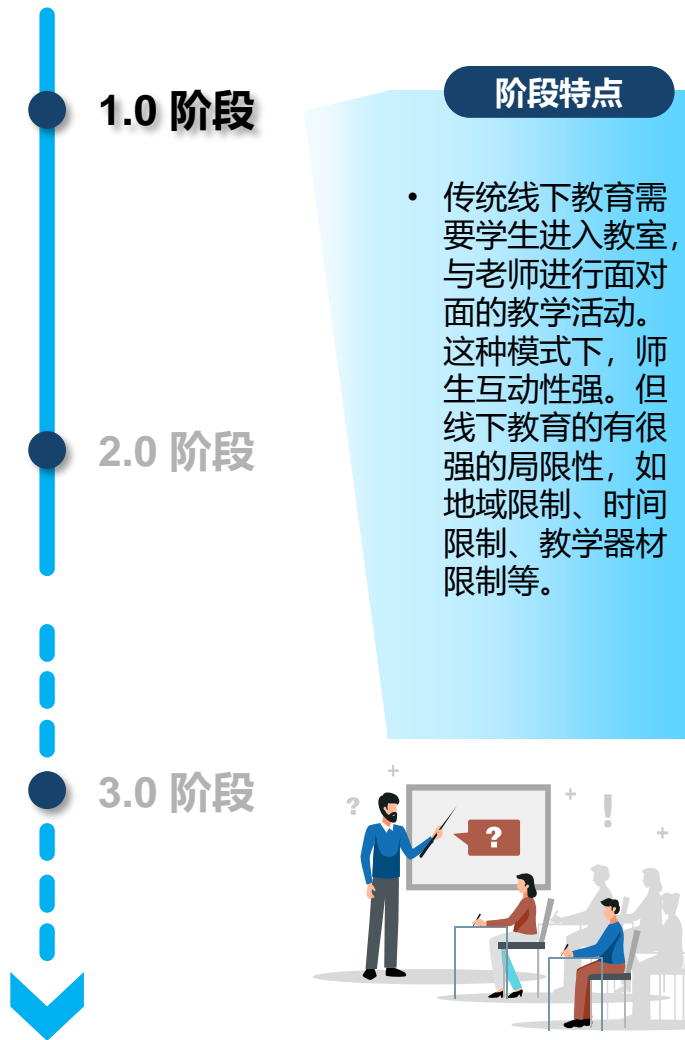 1.0 阶段
阶段特点
• 传统线下教育需
要学生进入教室，
与老师进行面对
面的教学活动。
这种模式下，师
生互动性强。但
线下教育的有很
强的局限性，如
地域限制、时间
限制、教学器材
限制等。
2.0 阶段
3.0 阶段
?
?
!